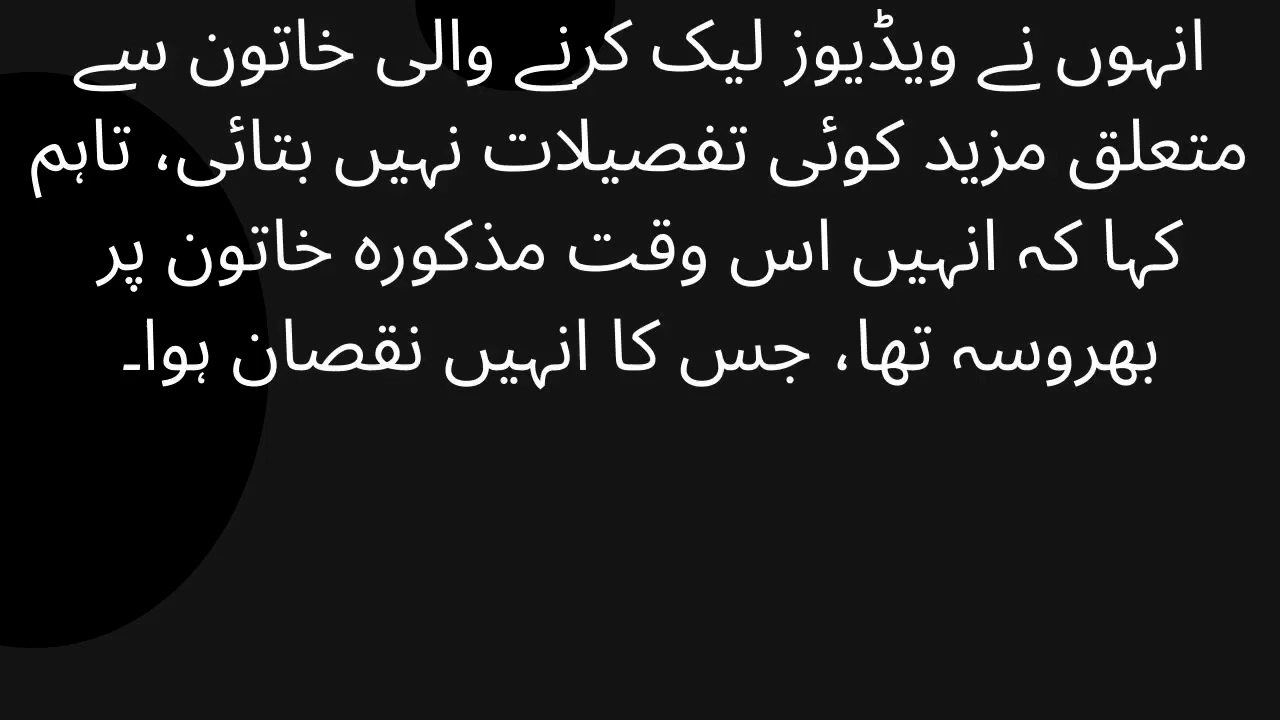 انہوں نے ویڈیوز لیک کرنے والی خاتون سے
متعلق مزید کوئی تفصیلات نہیں بتائی، تاہم
کہا کہ انہیں اس وقت مذکورہ خاتون پر
بھروسہ تھا، جس کا انہیں نقصان ہوا۔